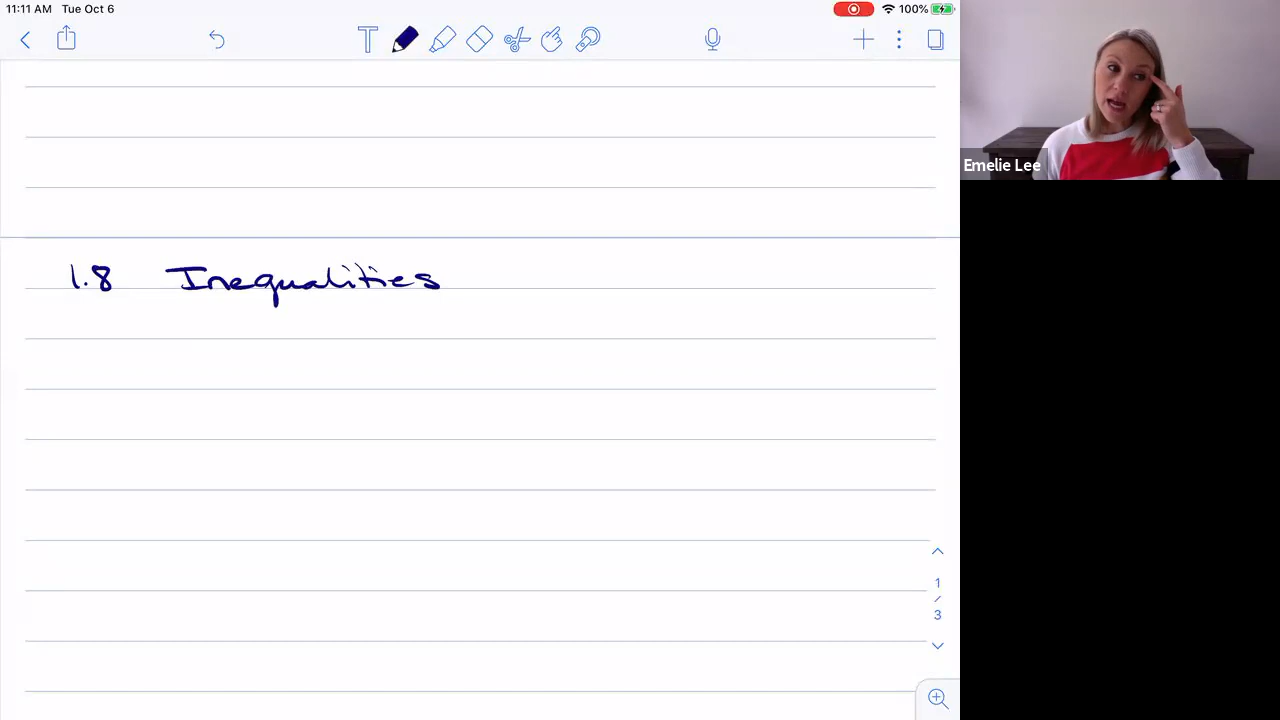 11:11 AM Tue Oct 6
100%
T
1.8 Inequalities
1
/
3
Emelie Lee